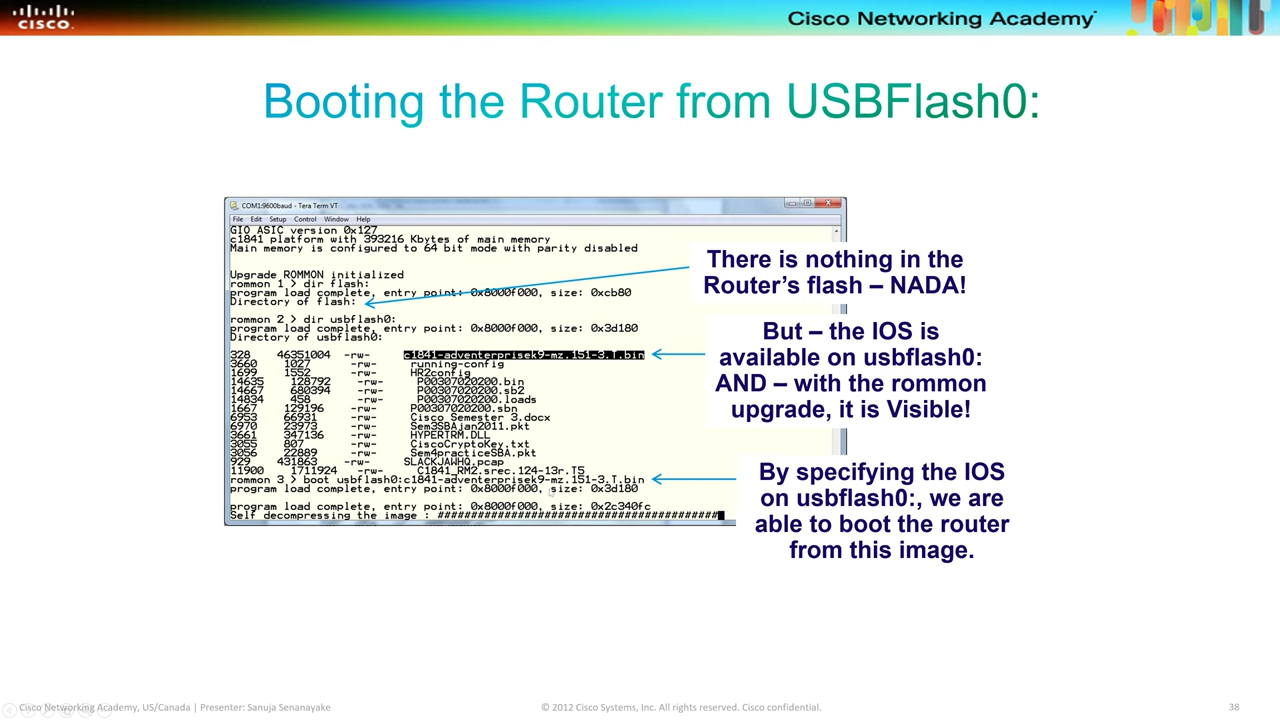 CISCO.
Cisco Networking Academy
Booting the Router from USBFlash0:
COM1:9600baud - Tera Term VT
File Edit Setup Control Window Help
GIO ASIC version 0x127
c1841 platform with 393216 Kbytes of main memory
Main memory is configured to 64 bit mode with parity disabled
Upgrade ROMMON initialized
rommon 1 > dir flash:
program load complete, entry point: 0x8000f000, size: 0xcb80
Directory of flash:
rommon 2 > dir usbflash0:
program load complete, entry point: 0x8000f000, size: 0x3d180
Directory of usbflash0:
328 46351004 -rw- c1841-adventerprisek9-mz.151-3.T.bin
3660 1027 -rw- running-config
1699 1552 -rw- HR2config
14635 128792 -rw- P00307020200.bin
14667 680394 -rw- P00307020200.sb2
14834 458 -rw- P00307020200.loads
1667 129196 -rw- P00307020200.sbn
6953 66931 -rw- Cisco Semester 3.docx
6970 23973 -rw- Sem3SBAjan2011.pkt
3661 347136 -rw- HYPERTRM.DLL
3055 807 -rw- CiscoCryptoKey.txt
3056 22889 -rw- Sem4practiceSBA.pkt
929 431863 -rw- SLACKJAWHQ.pcap
11900 1711924 -rw- C1841_RM2.srec.124-13r.T5
rommon 3 > boot usbflash0:c1841-adventerprisek9-mz.151-3.T.bin
program load complete, entry point: 0x8000f000, size: 0x3d180
program load complete, entry point: 0x8000f000, size: 0x2c340fc
Self decompressing the image : ###########################################
There is nothing in the
Router's flash – NADA!
But – the IOS is
available on usbflash0:
AND – with the rommon
upgrade, it is Visible!
By specifying the IOS
on usbflash0:, we are
able to boot the router
from this image.
Cisco Networking Academy, US/Canada | Presenter: Sanuja Senanayake
© 2012 Cisco Systems, Inc. All rights reserved. Cisco confidential.
38